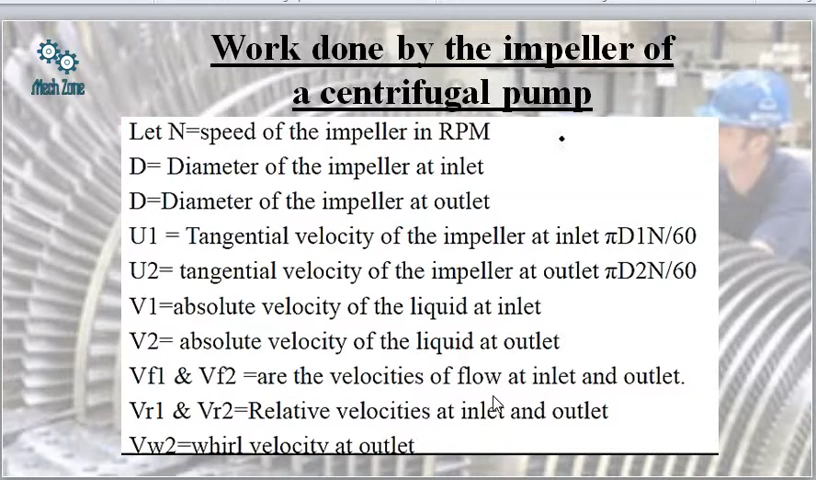 Work done by the impeller of
a centrifugal pump
Mech Zone
Let N=speed of the impeller in RPM
D= Diameter of the impeller at inlet
D=Diameter of the impeller at outlet
U1 = Tangential velocity of the impeller at inlet πD1N/60
U2= tangential velocity of the impeller at outlet πD2N/60
V1=absolute velocity of the liquid at inlet
V2= absolute velocity of the liquid at outlet
Vf1 & Vf2 =are the velocities of flow at inlet and outlet.
Vr1 & Vr2=Relative velocities at inlet and outlet
Vw2=whirl velocity at outlet